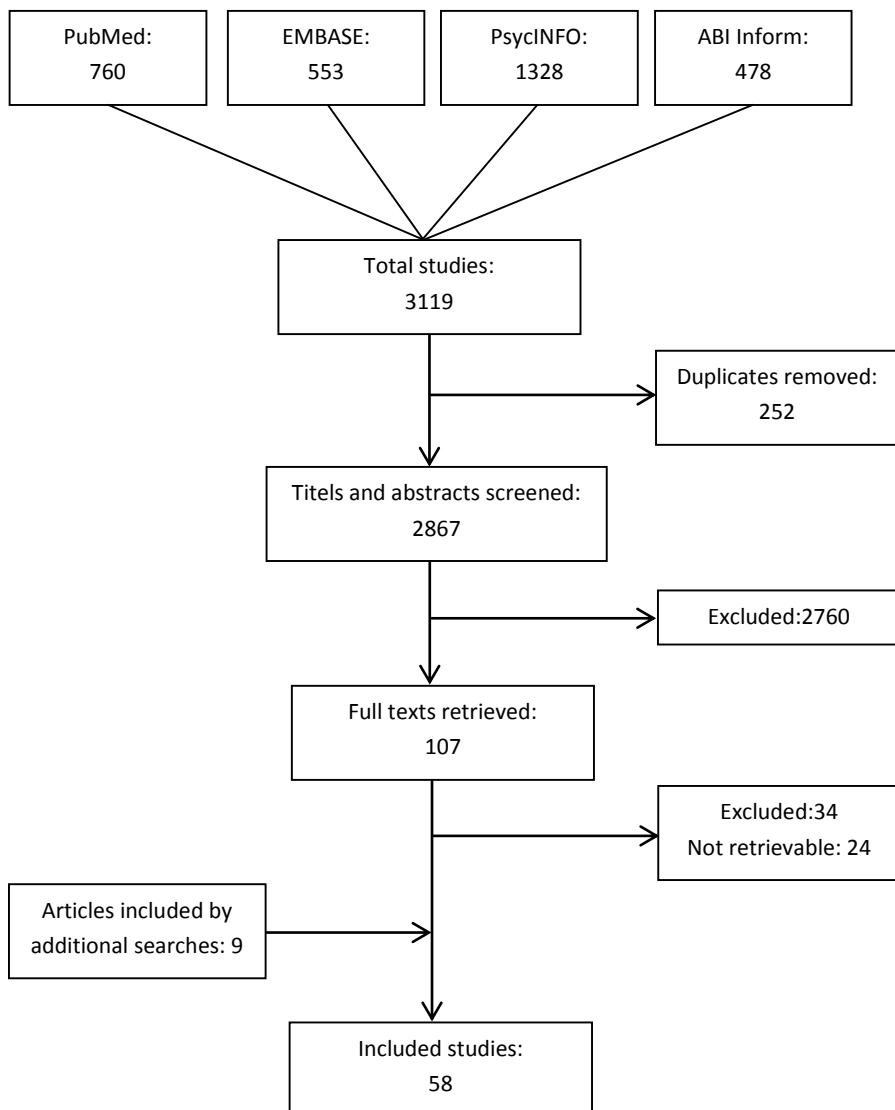 PubMed:
760
EMBASE:
553
PsycINFO:
1328
ABI Inform:
478
Total studies:
3119
Duplicates removed:
252
Titels and abstracts screened:
2867
Excluded:2760
Full texts retrieved:
107
Excluded:34
Not retrievable: 24
Articles included by
additional searches: 9
Included studies:
58